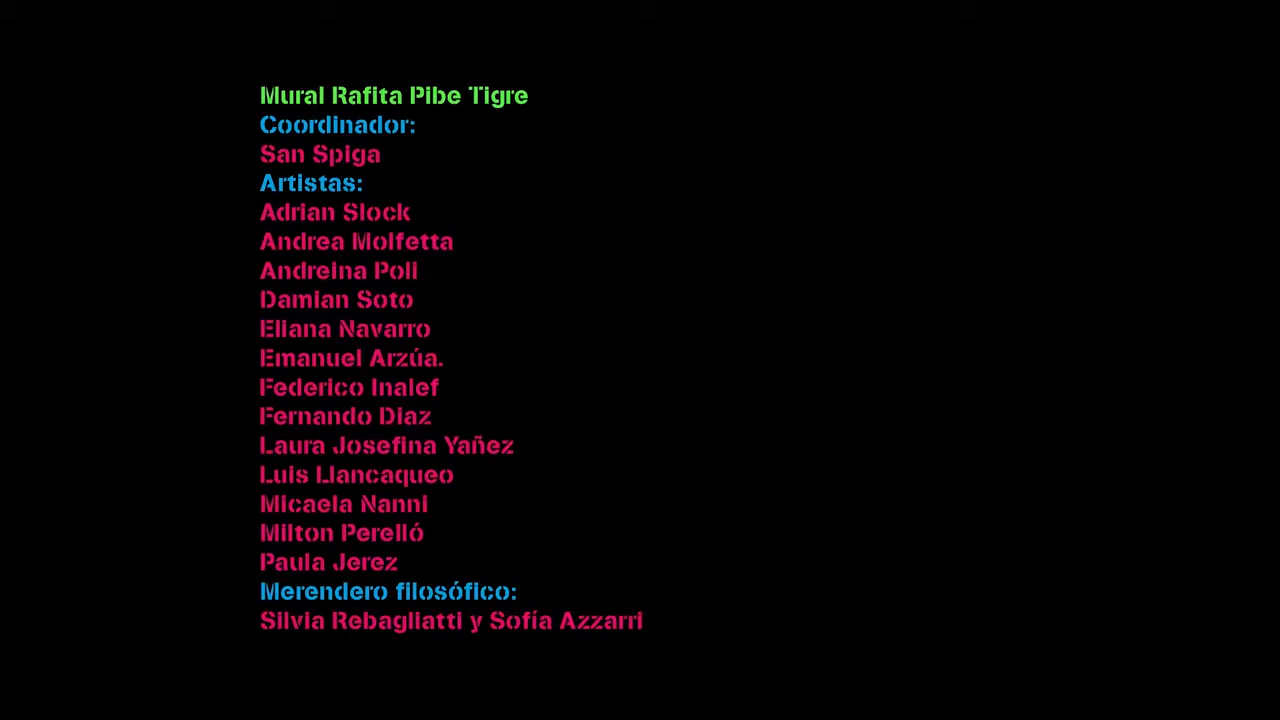 Mural Rafita Pibe Tigre
Coordinador:
San Spiga
Artistas:
Adrian Slock
Andrea Molfetta
Andreina Poli
Damian Soto
Eliana Navarro
Emanuel Arzúa.
Federico Inalef
Fernando Diaz
Laura Josefina Yañez
Luis Llancaqueo
Micaela Nanni
Milton Perelló
Paula Jerez
Merendero filosófico:
Silvia Rebagliatti y Sofía Azzarri